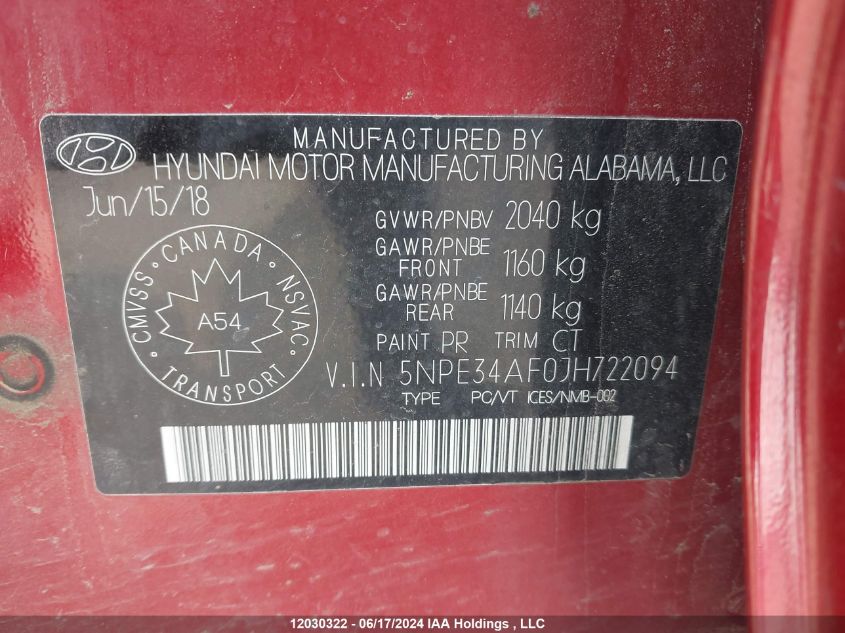 MANUFACTURED BY
HYUNDAI MOTOR MANUFACTURING ALABAMA, LLC
Jun/15/18
GVWR/PNBV 2040 kg
GAWR/PNBE FRONT 1160 kg
GAWR/PNBE REAR 1140 kg
PAINT PR TRIM CT
V.I.N 5NPE34AF0JH722094
TYPE PC/VT ICES/NMB-002
CANADA
CMVSS · NSVAC
A54
TRANSPORT
12030322 - 06/17/2024 IAA Holdings , LLC